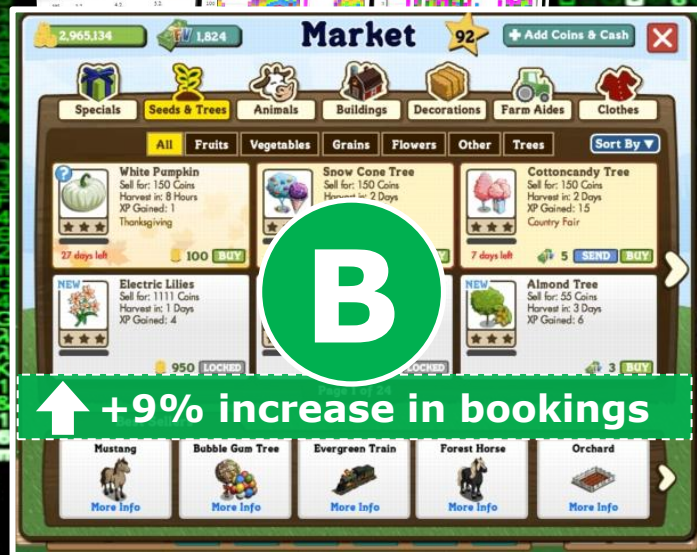 2,965,134 FV 1,824 Market 92 + Add Coins & Cash X
Specials Seeds & Trees Animals Buildings Decorations Farm Aides Clothes
All Fruits Vegetables Grains Flowers Other Trees Sort By ▼
White Pumpkin
Sell for: 150 Coins
Harvest in: 8 Hours
XP Gained: 1
Thanksgiving
27 days left 100 BUY
Snow Cone Tree
Sell for: 150 Coins
Harvest in: 2 Days
Cottoncandy Tree
Sell for: 150 Coins
Harvest in: 2 Days
XP Gained: 15
Country Fair
7 days left 5 SEND BUY
B
NEW
Electric Lilies
Sell for: 1111 Coins
Harvest in: 1 Days
XP Gained: 4
950 LOCKED
LOCKED
NEW
Almond Tree
Sell for: 55 Coins
Harvest in: 3 Days
XP Gained: 6
3 BUY
Page 1 of 24
+9% increase in bookings
Mustang Bubble Gum Tree Evergreen Train Forest Horse Orchard
More Info More Info More Info More Info More Info